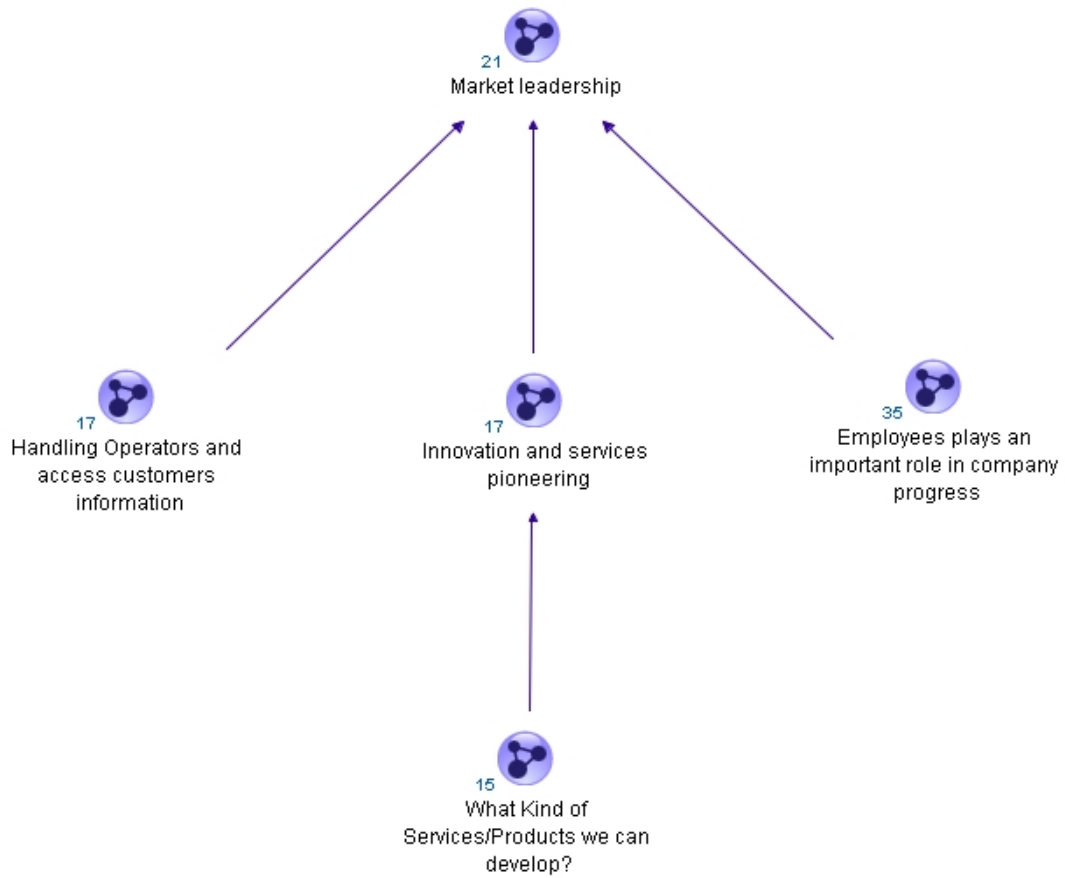 21
Market leadership
17
Handling Operators and
access customers
information
17
Innovation and services
pioneering
35
Employees plays an
important role in company
progress
15
What Kind of
Services/Products we can
develop?